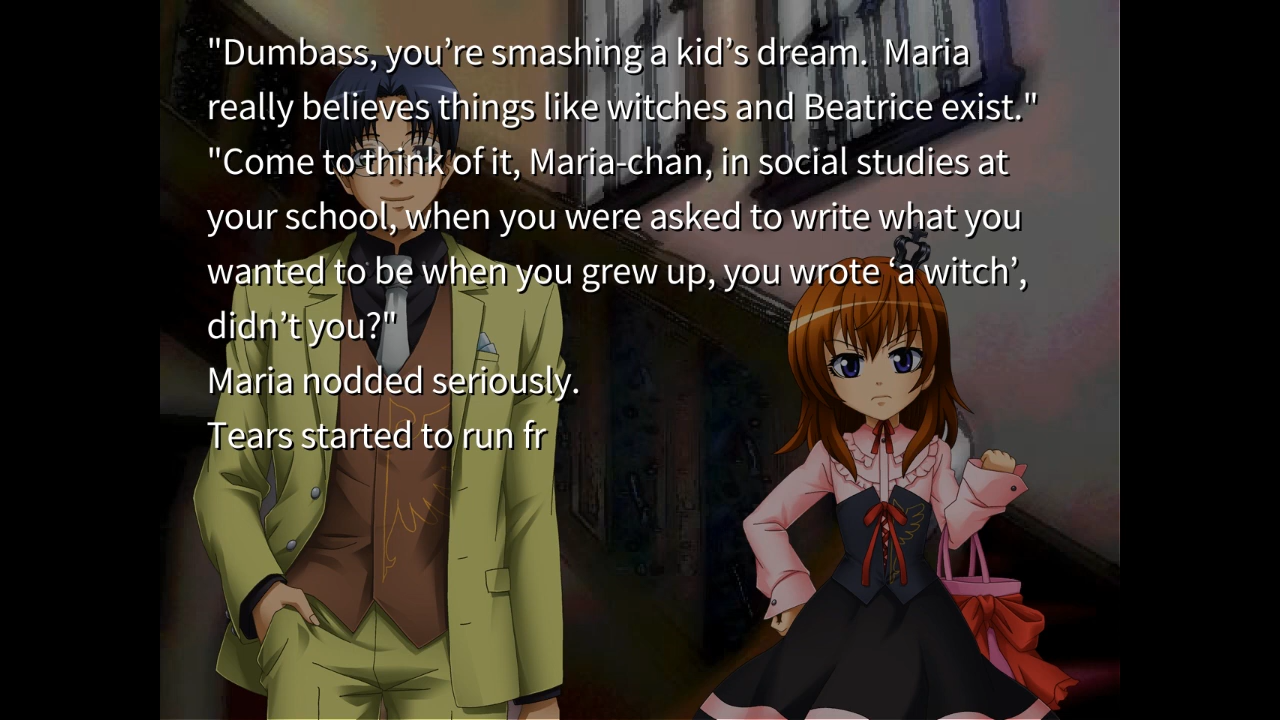 "Dumbass, you’re smashing a kid’s dream.  Maria
really believes things like witches and Beatrice exist."
"Come to think of it, Maria-chan, in social studies at
your school, when you were asked to write what you
wanted to be when you grew up, you wrote ‘a witch’,
didn’t you?"
Maria nodded seriously.
Tears started to run fr